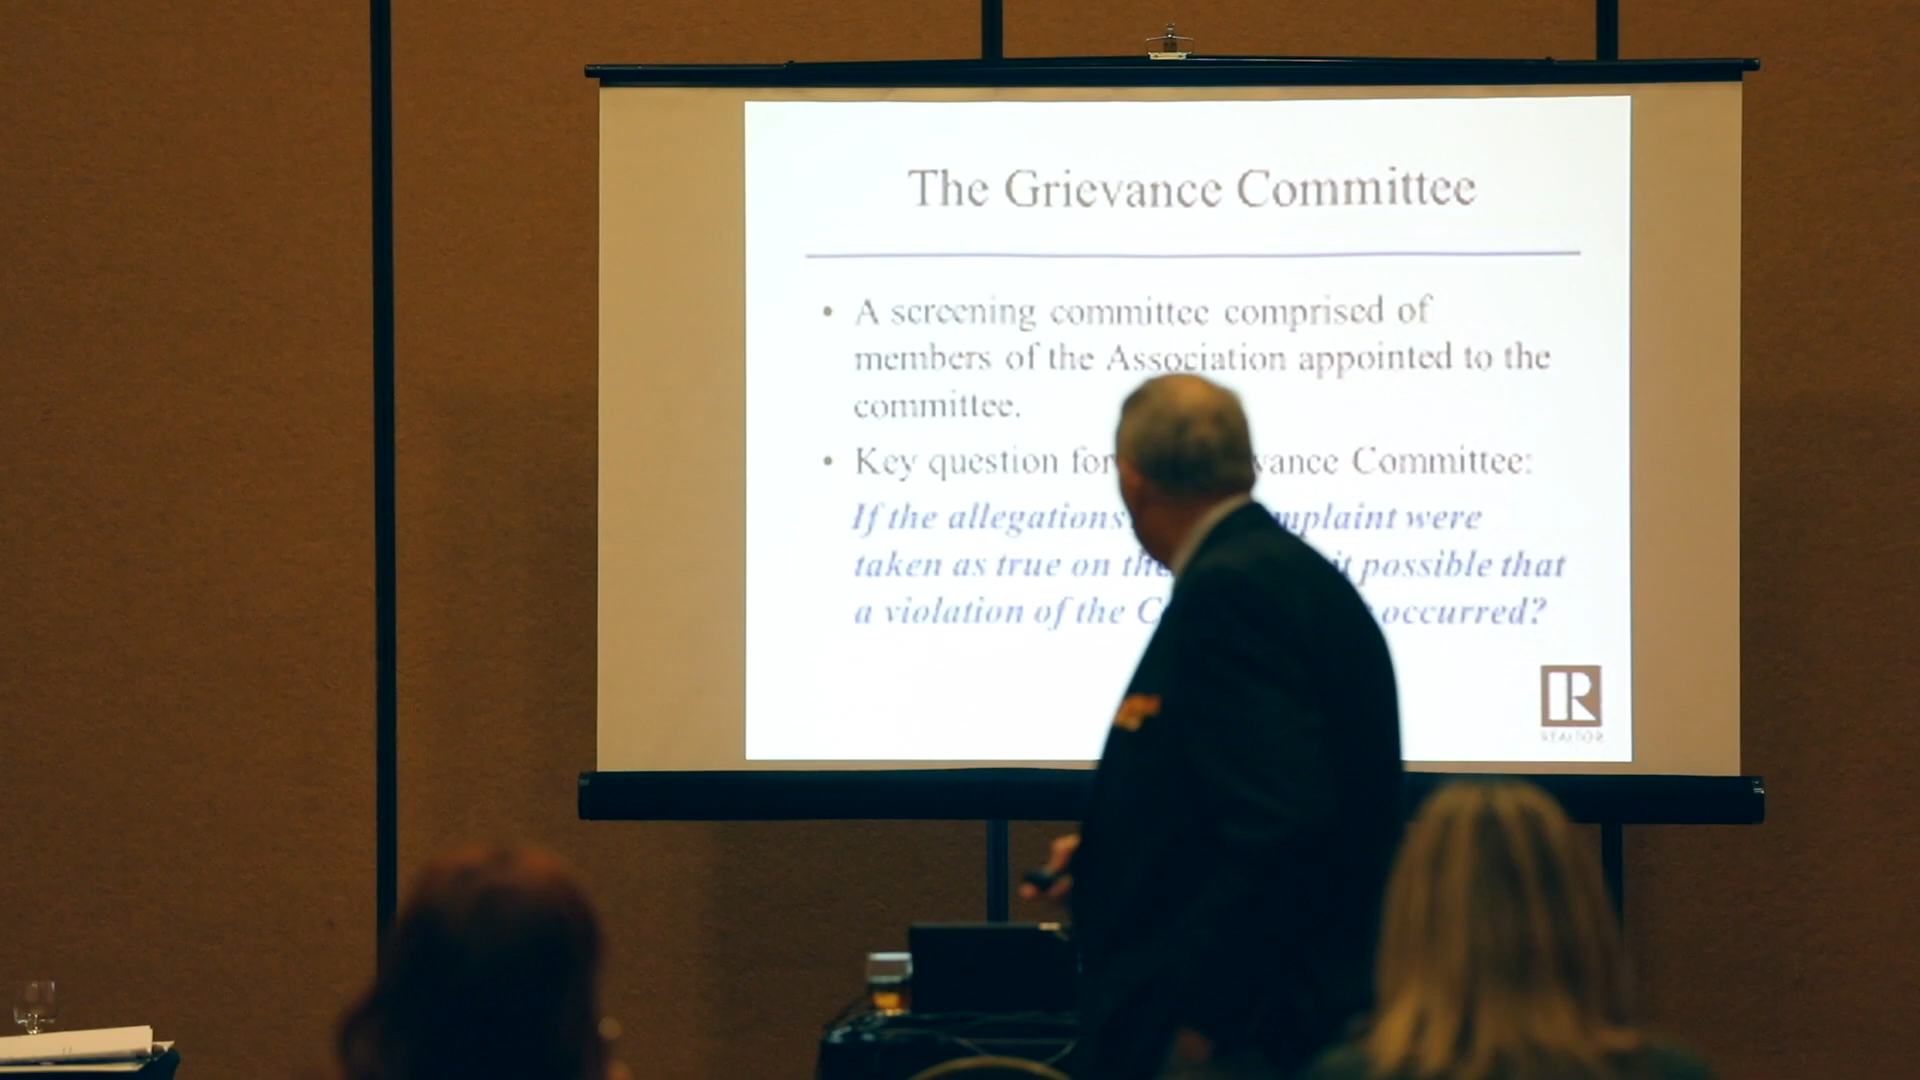 The Grievance Committee
• A screening committee comprised of
members of the Association appointed to the
committee.
• Key question for vance Committee:
If the allegations mplaint were
taken as true on the it possible that
a violation of the C occurred?
R
REALTOR